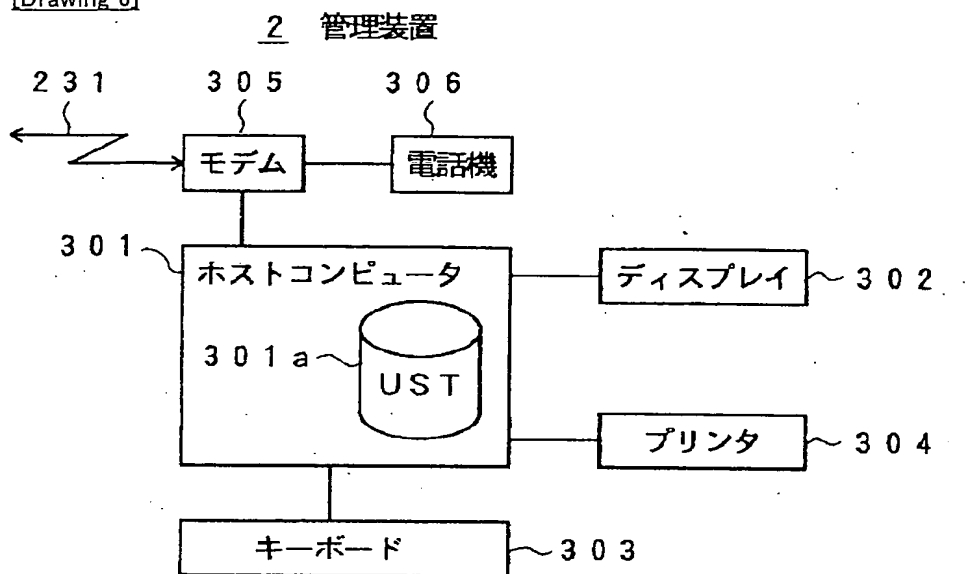 [Drawing 6]
2 管理装置
231 305 306
モデム 電話機
301
ホストコンピュータ ディスプレイ 302
301a
UST
プリンタ 304
キーボード 303